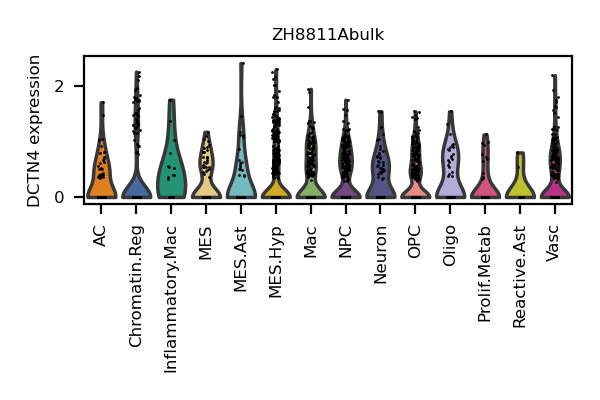 ZH8811Abulk
DCTN4 expression
2
0
AC
Chromatin.Reg
Inflammatory.Mac
MES
MES.Ast
MES.Hyp
Mac
NPC
Neuron
OPC
Oligo
Prolif.Metab
Reactive.Ast
Vasc